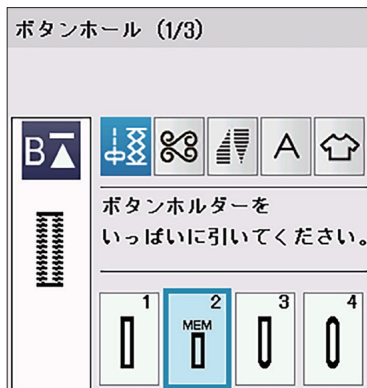 ボタンホール (1/3)
B
A
ボタンホルダーを
いっぱいに引いてください。
1 2 3 4
MEM